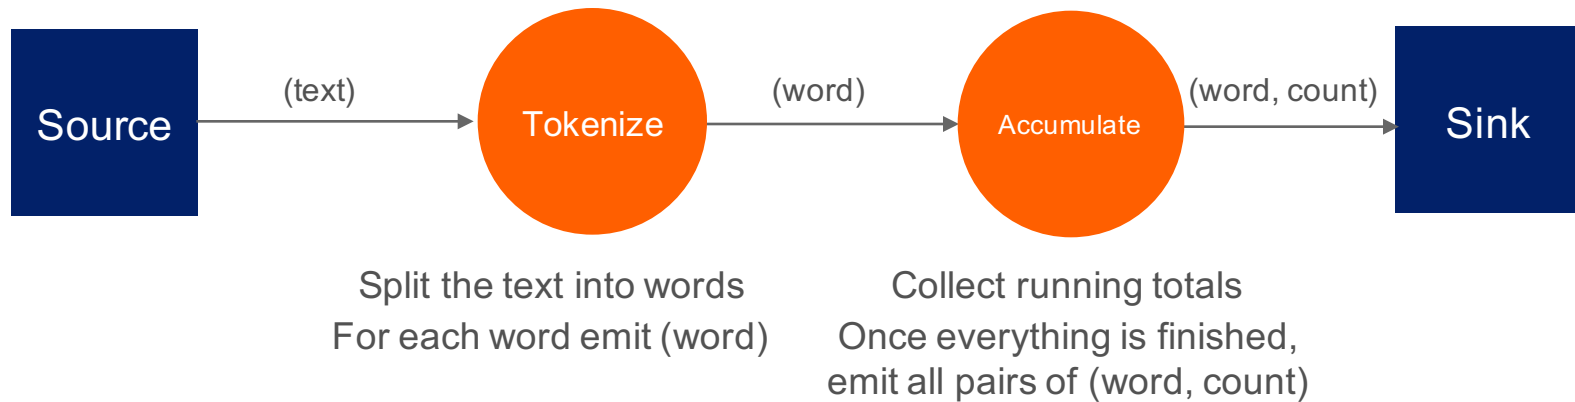 Source
(text)
Tokenize
(word)
Accumulate
(word, count)
Sink
Split the text into words
For each word emit (word)
Collect running totals
Once everything is finished,
emit all pairs of (word, count)